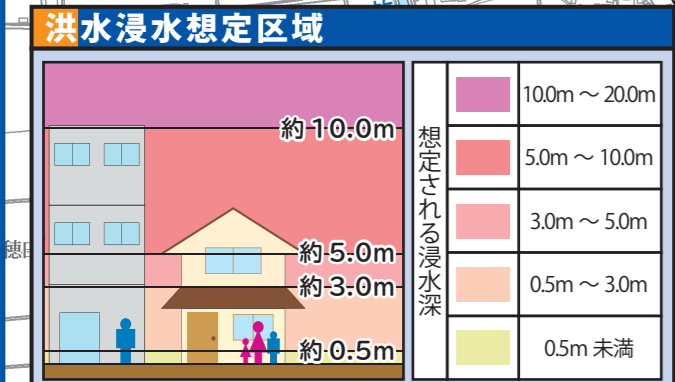 洪水浸水想定区域
約10.0m
約5.0m
約3.0m
約0.5m
想定される浸水深
10.0m ～ 20.0m
5.0m ～ 10.0m
3.0m ～ 5.0m
0.5m ～ 3.0m
0.5m 未満